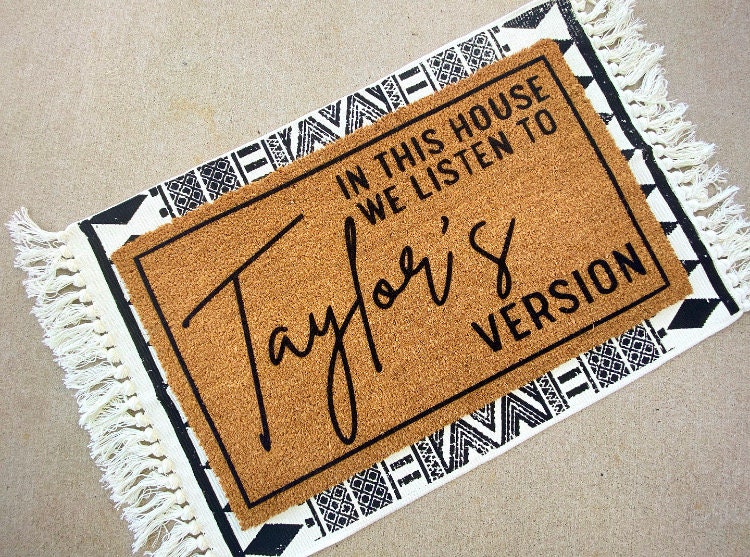 IN THIS HOUSE
WE LISTEN TO
Taylor's
VERSION